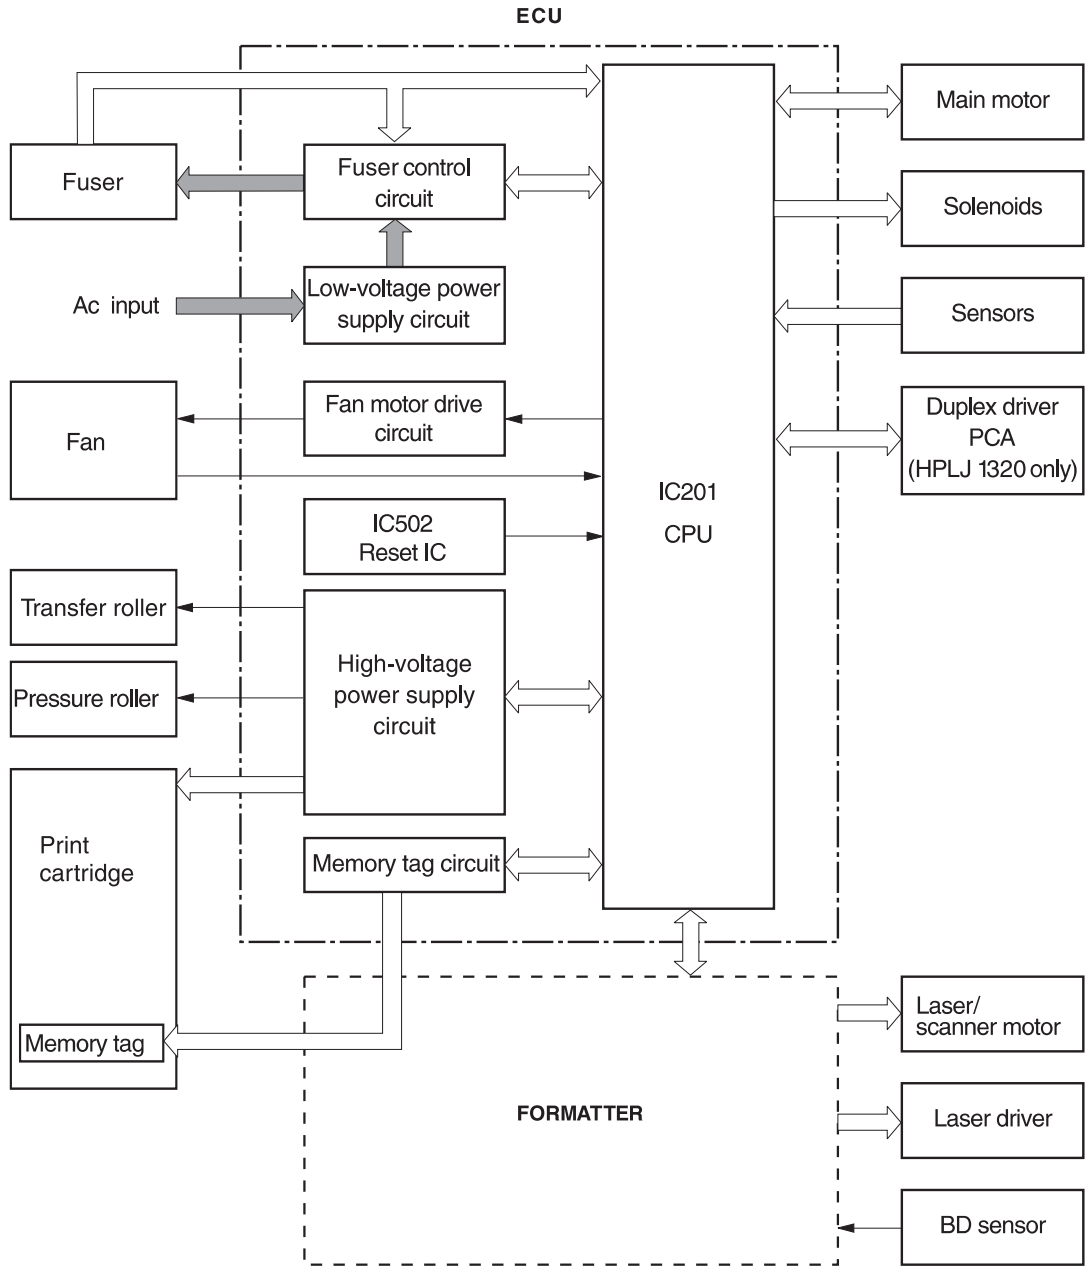 ECU
Main motor
Fuser
Fuser control
circuit
Solenoids
Ac input
Low-voltage power
supply circuit
Sensors
Fan
Fan motor drive
circuit
Duplex driver
PCA
(HPLJ 1320 only)
IC201
CPU
IC502
Reset IC
Transfer roller
Pressure roller
High-voltage
power supply
circuit
Print
cartridge
Memory tag circuit
Memory tag
FORMATTER
Laser/
scanner motor
Laser driver
BD sensor